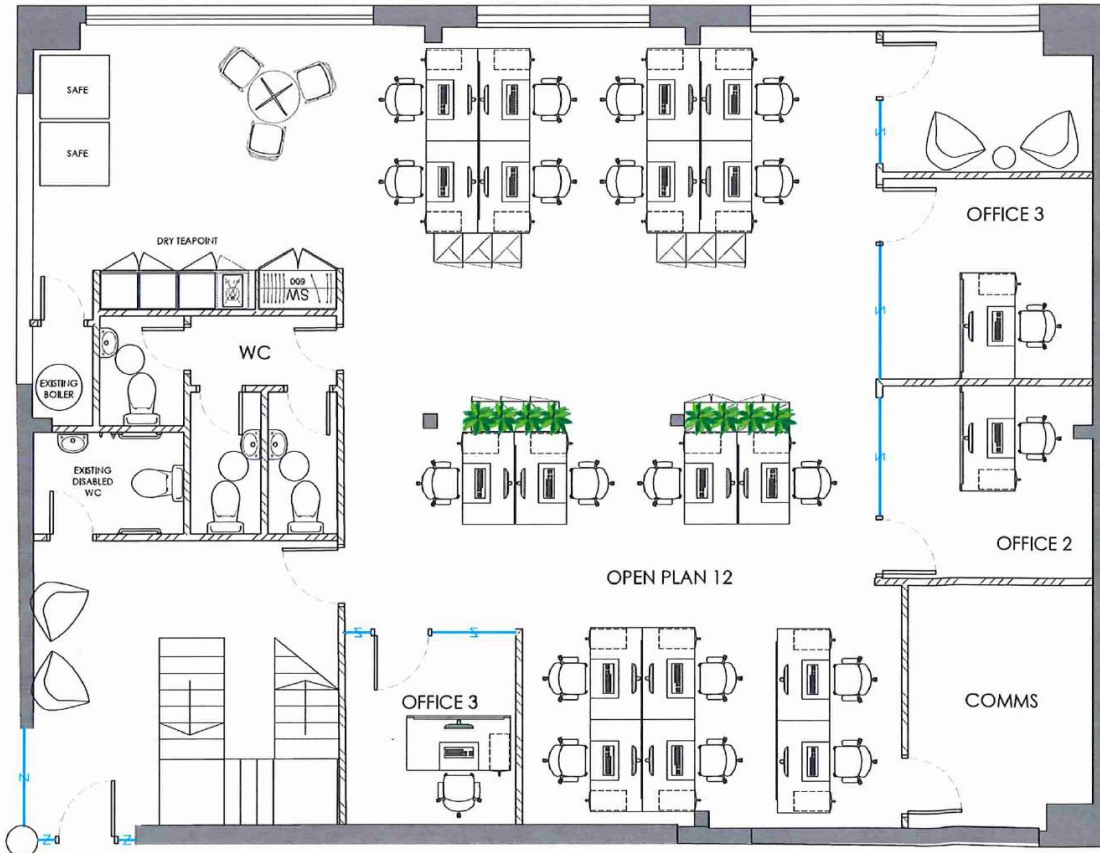 SAFE
SAFE
DRY TEAPOINT
SW
600
WC
OFFICE 3
EXISTING
BOILER
EXISTING
DISABLED
WC
OFFICE 2
OPEN PLAN 12
OFFICE 3
COMMS